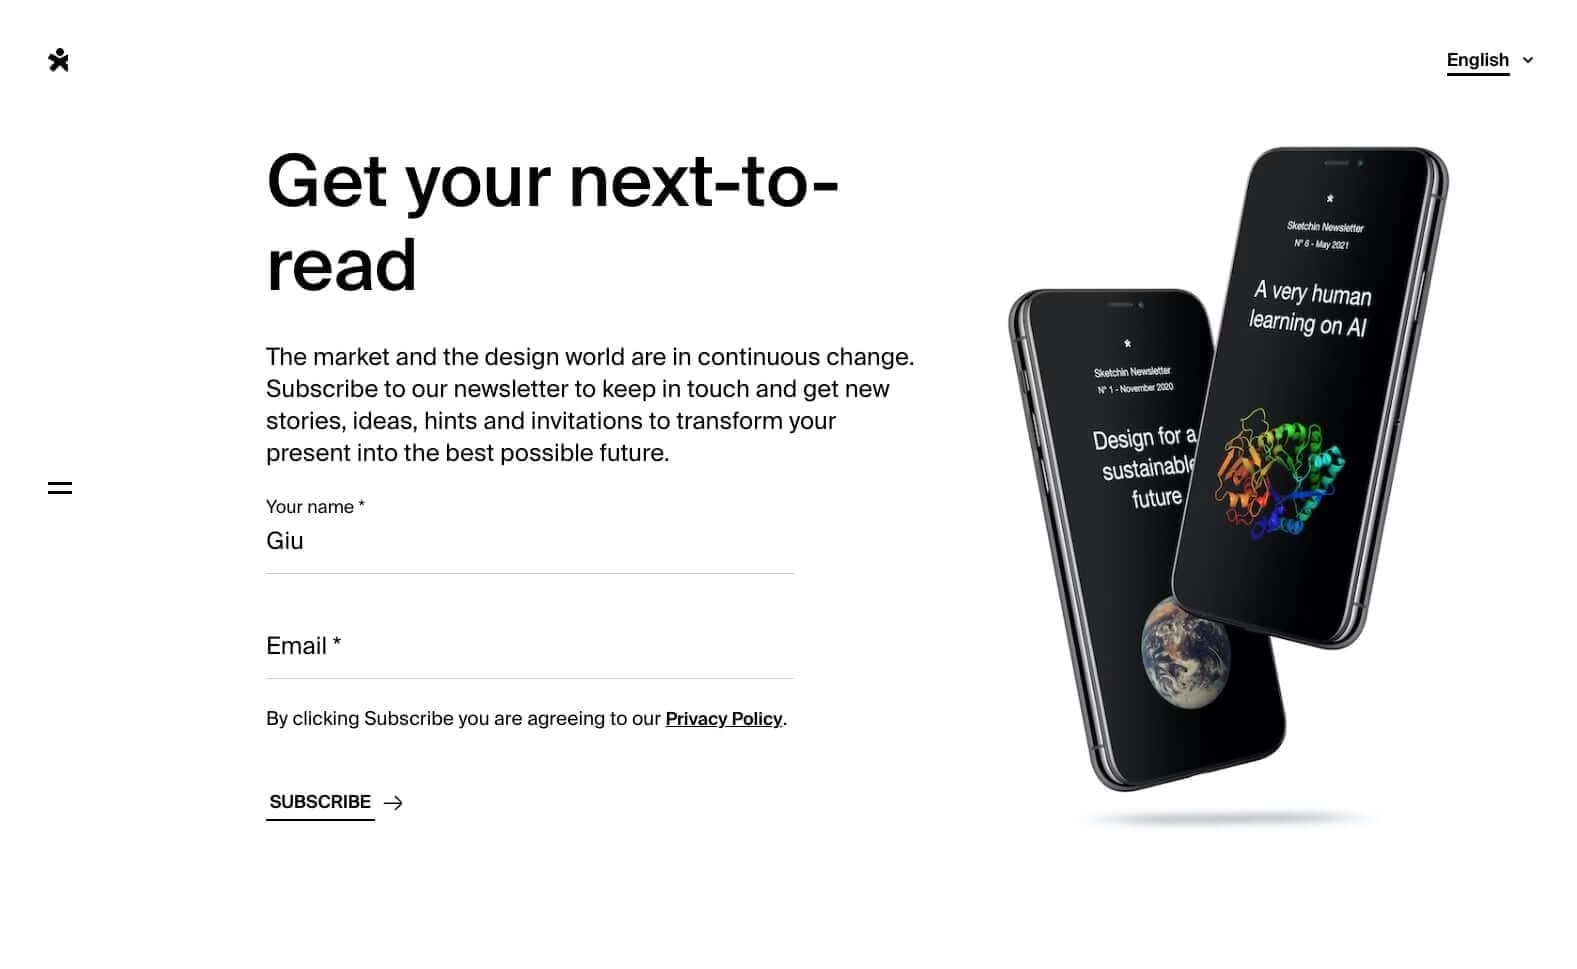 English
Get your next-to-
read
The market and the design world are in continuous change.
Subscribe to our newsletter to keep in touch and get new
stories, ideas, hints and invitations to transform your
present into the best possible future.
Your name *
Giu
Email *
By clicking Subscribe you are agreeing to our Privacy Policy.
SUBSCRIBE
Sketchin Newsletter
N° 1 - November 2020
Design for a
sustainable
future
Sketchin Newsletter
N° 6 - May 2021
A very human
learning on AI